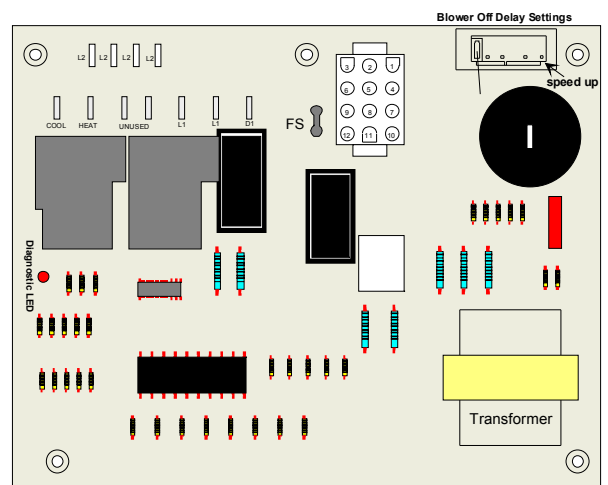 Blower Off Delay Settings
speed up
L2 L2 L2 L2
COOL HEAT UNUSED L1 L1 D1
FS
3 2 1
6 5 4
9 8 7
12 11 10
I
Diagnostic LED
Transformer